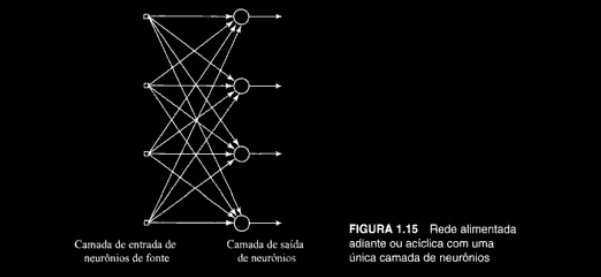 Camada de entrada de
neurônios de fonte
Camada de saída
de neurônios
FIGURA 1.15 Rede alimentada
adiante ou acíclica com uma
única camada de neurônios